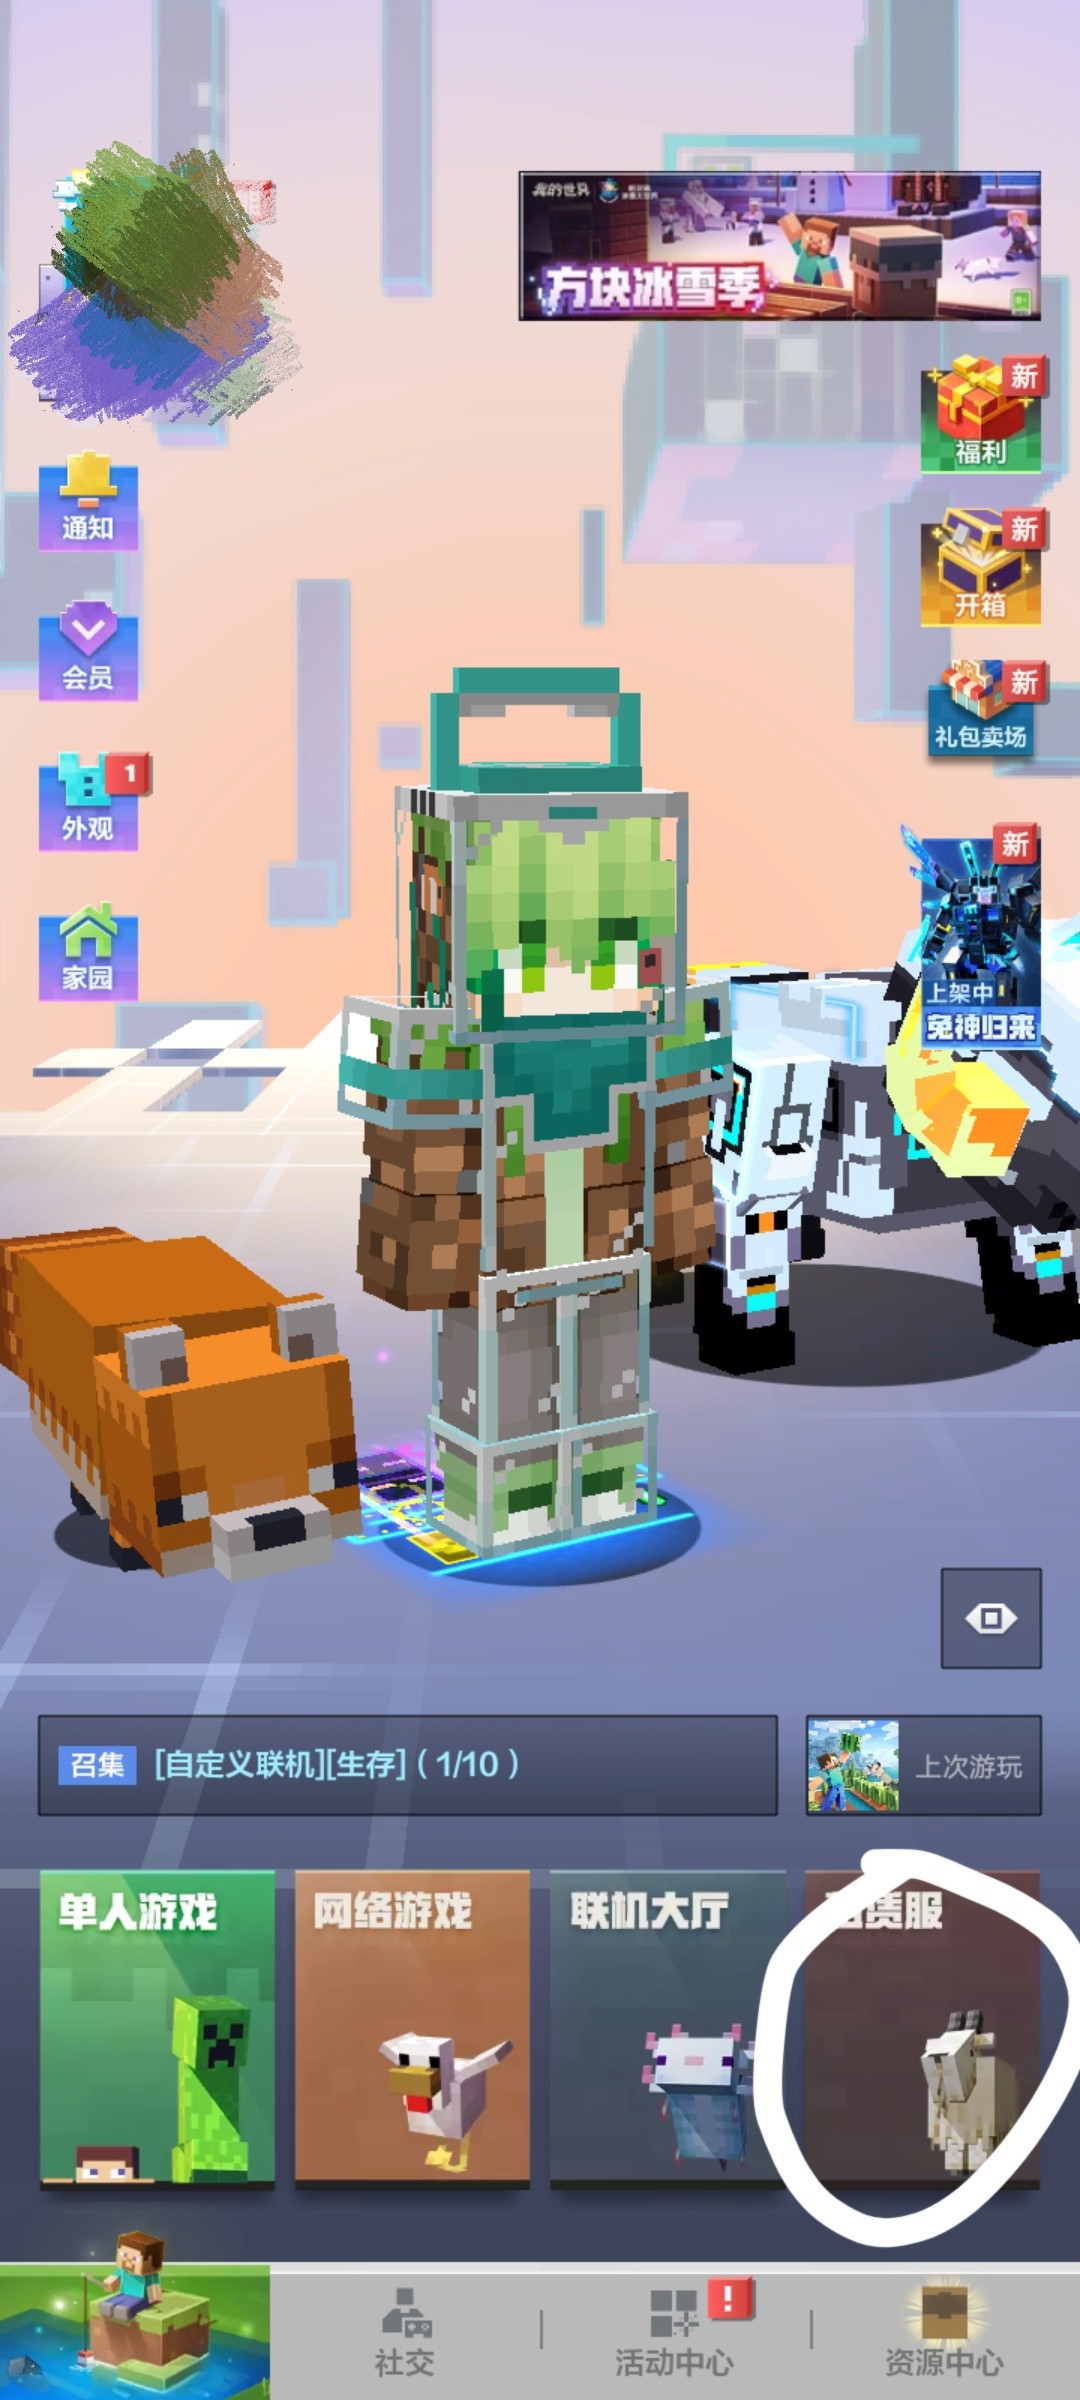 我的世界
方块冰雪季
新
福利
通知
新
开箱
会员
新
礼包卖场
1
外观
新
上架中
兔神归来
家园
召集 [自定义联机][生存]（1/10）
上次游玩
单人游戏
网络游戏
联机大厅
赁服
社交
活动中心
资源中心